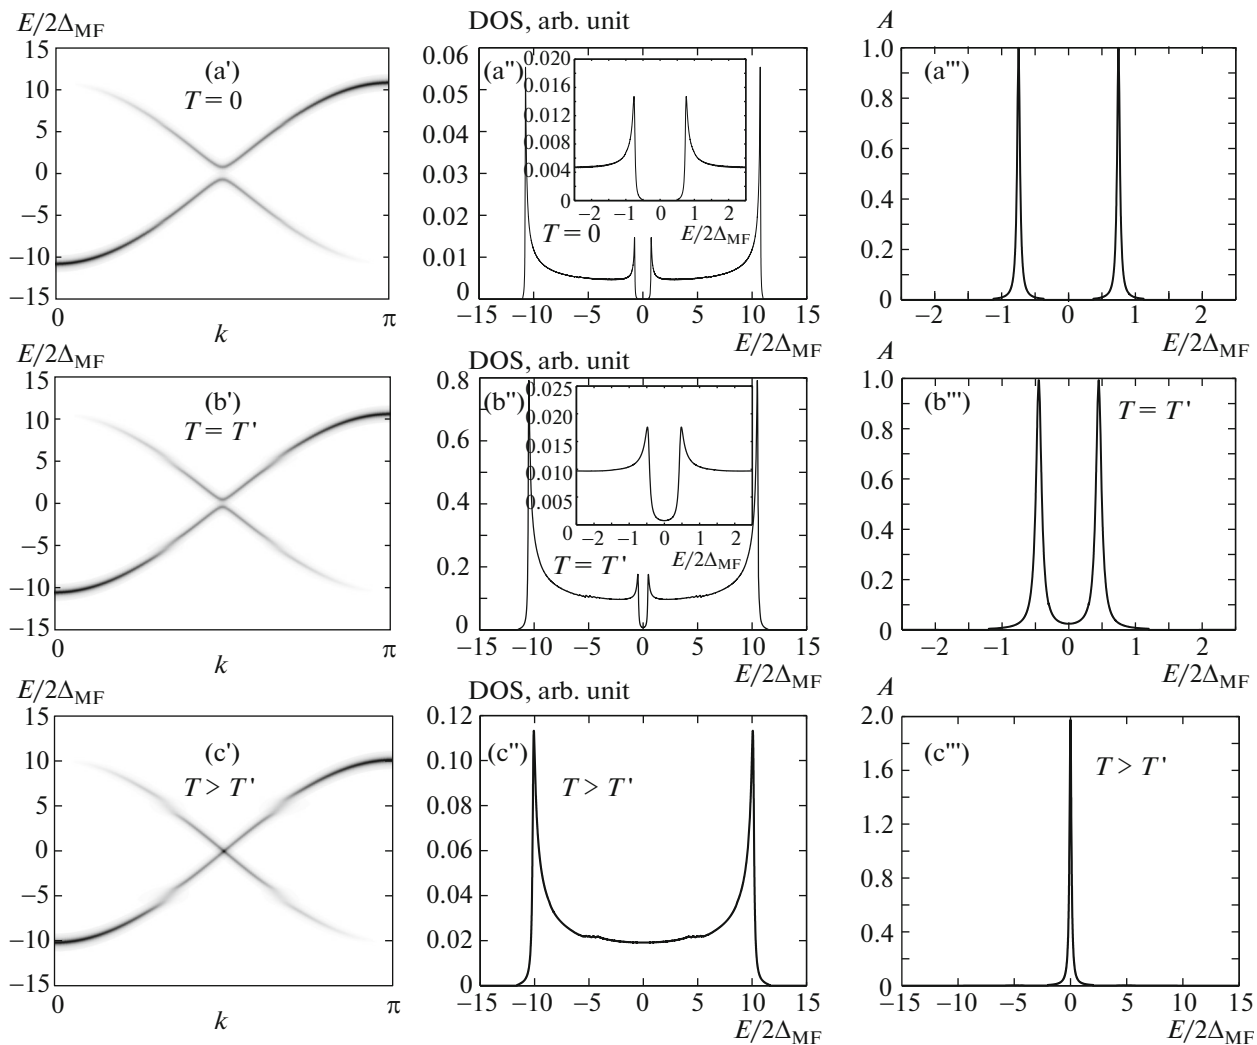 E/2Δ_MF
15
10
5
0
−5
−10
−15
(a')
T = 0
0
k
π
DOS, arb. unit
0.06
0.05
0.04
0.03
0.02
0.01
0
(a'')
T = 0
0.020
0.016
0.012
0.008
0.004
0
−2 −1 0 1 2
E/2Δ_MF
−15 −10 −5 0 5 10 15
E/2Δ_MF
A
1.0
0.8
0.6
0.4
0.2
0
(a''')
−2 −1 0 1 2
E/2Δ_MF
E/2Δ_MF
15
10
5
0
−5
−10
−15
(b')
T = T'
0
k
π
DOS, arb. unit
0.8
0.6
0.4
0.2
0
(b'')
T = T'
0.025
0.020
0.015
0.010
0.005
0
−2 −1 0 1 2
E/2Δ_MF
−15 −10 −5 0 5 10 15
E/2Δ_MF
A
1.0
0.8
0.6
0.4
0.2
0
(b''')
T = T'
−1 0 1 2
E/2Δ_MF
E/2Δ_MF
15
10
5
0
−5
−10
−15
(c')
T > T'
0
k
π
DOS, arb. unit
0.12
0.10
0.08
0.06
0.04
0.02
0
(c'')
T > T'
−15 −10 −5 0 5 10 15
E/2Δ_MF
A
2.0
1.6
1.2
2.0
0.8
0.4
0
(c''')
T > T'
−15 −10 −5 0 5 10 15
E/2Δ_MF